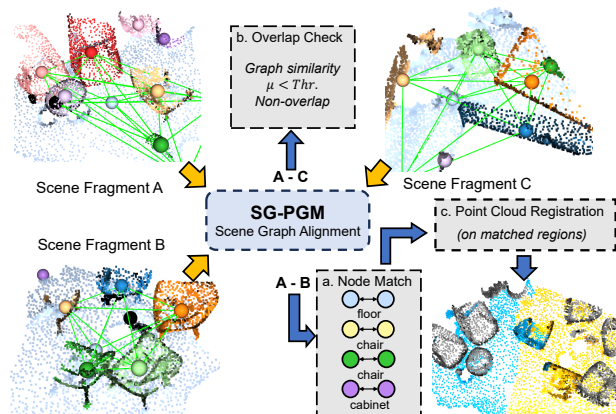 b. Overlap Check
Graph similarity
μ < Thr.
Non-overlap
A - C
Scene Fragment A
Scene Fragment C
SG-PGM
Scene Graph Alignment
c. Point Cloud Registration
(on matched regions)
Scene Fragment B
A - B
a. Node Match
floor
chair
chair
cabinet